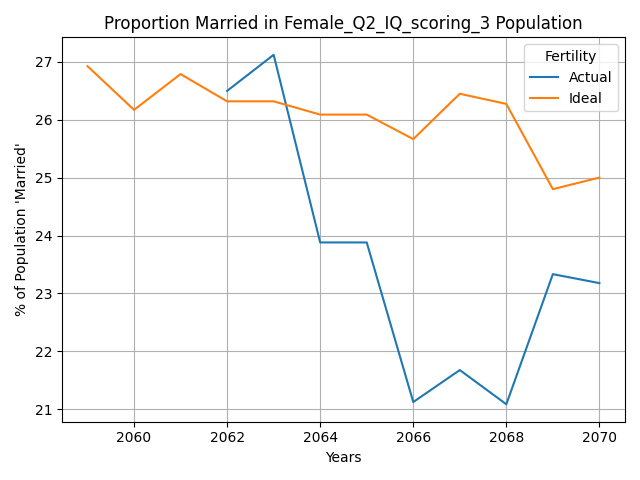 Proportion Married in Female_Q2_IQ_scoring_3 Population
Fertility
Actual
Ideal
% of Population 'Married'
27
26
25
24
23
22
21
2060 2062 2064 2066 2068 2070
Years